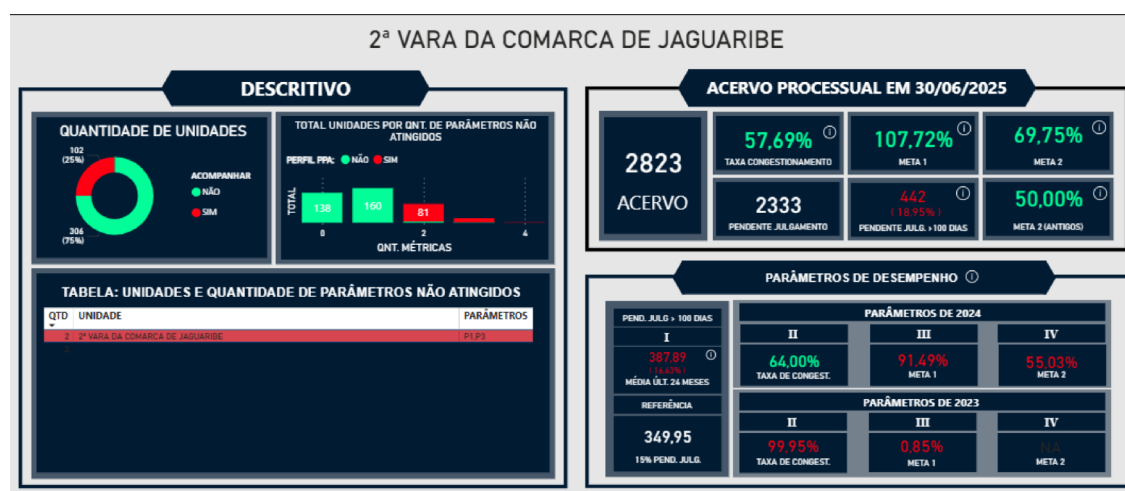 2ª VARA DA COMARCA DE JAGUARIBE
DESCRITIVO
QUANTIDADE DE UNIDADES
102
(25%)
ACOMPANHAR
NÃO
SIM
306
(75%)
TOTAL UNIDADES POR QNT. DE PARÂMETROS NÃO
ATINGIDOS
PERFIL PPA: NÃO SIM
TOTAL
138 160 81
0 2 4
QNT. MÉTRICAS
TABELA: UNIDADES E QUANTIDADE DE PARÂMETROS NÃO ATINGIDOS
QTD UNIDADE PARÂMETROS
2 2ª VARA DA COMARCA DE JAGUARIBE P1,P3
ACERVO PROCESSUAL EM 30/06/2025
2823
ACERVO
57,69%
TAXA CONGESTIONAMENTO
107,72%
META 1
69,75%
META 2
2333
PENDENTE JULGAMENTO
442
(18,95%)
PENDENTE JULG. >100 DIAS
50,00%
META 2 (ANTIGOS)
PARÂMETROS DE DESEMPENHO
PEND. JULG > 100 DIAS
I
387,89
(16,63%)
MÉDIA ÚLT. 24 MESES
REFERÊNCIA
349,95
15% PEND. JULG.
PARÂMETROS DE 2024
II III IV
64,00% 91,49% 55,03%
TAXA DE CONGEST. META 1 META 2
PARÂMETROS DE 2023
II III IV
99,95% 0,85% NA
TAXA DE CONGEST. META 1 META 2